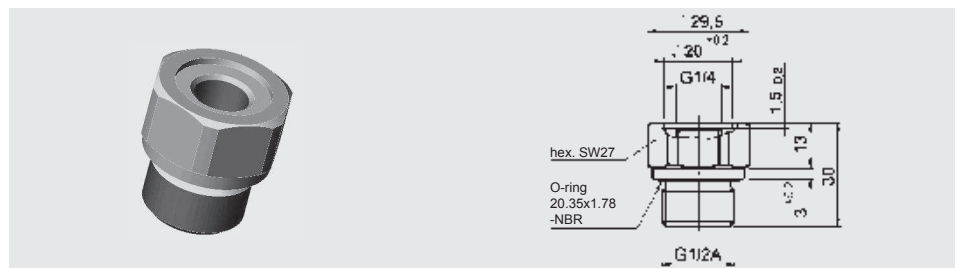 29,5
20
+0.2
G1/4
1.5
hex. SW27
13
30
O-ring
20.35x1.78
-NBR
3
G1/2A